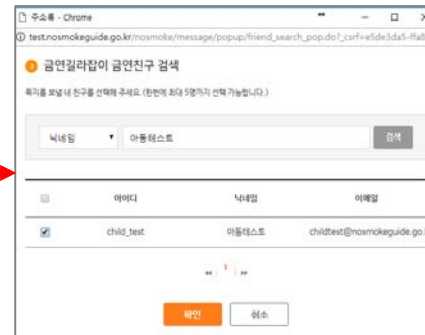 주소록 - Chrome
test.nosmokeguide.go.kr/nosmoke/message/popup/friend_search_pop.do?_csrf=e5de3da5-ffa8
금연길라잡이 금연친구 검색
쪽지를 보낼 내 친구를 선택해 주세요. (한번에 최대 5명까지 선택 가능합니다.)
닉네임 아동테스트 검색
아이디 닉네임 이메일
child_test 아동테스트 childtest@nosmokeguide.go.
1
확인 취소